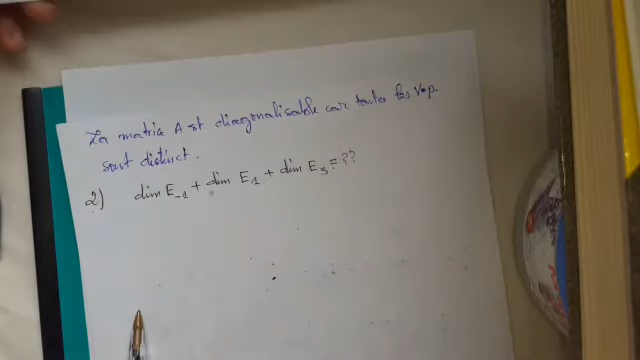 La matrice A est diagonalisable car toutes les v.p.
sont distinct.
2) dim E₋₁ + dim E₁ + dim E₃ = ??